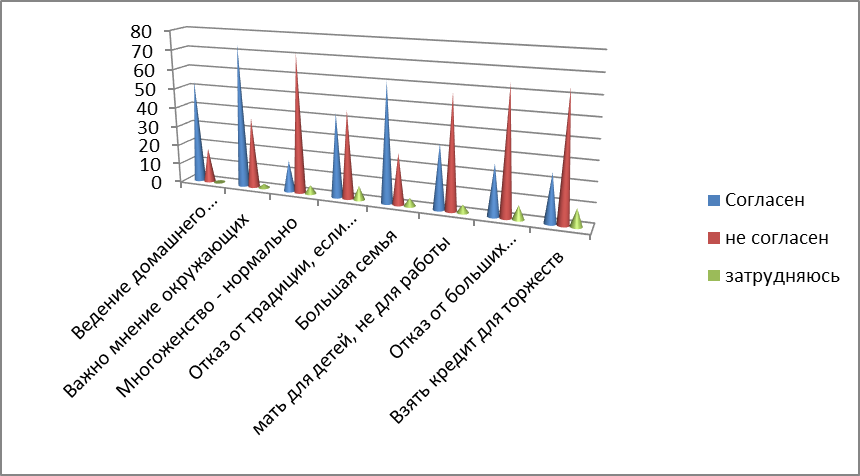 80
70
60
50
40
30
20
10
0
Ведение домашнего...
Важно мнение окружающих
Многоженство - нормально
Отказ от традиции, если...
Большая семья
мать для детей, не для работы
Отказ от больших...
Взять кредит для торжеств
Согласен
не согласен
затрудняюсь